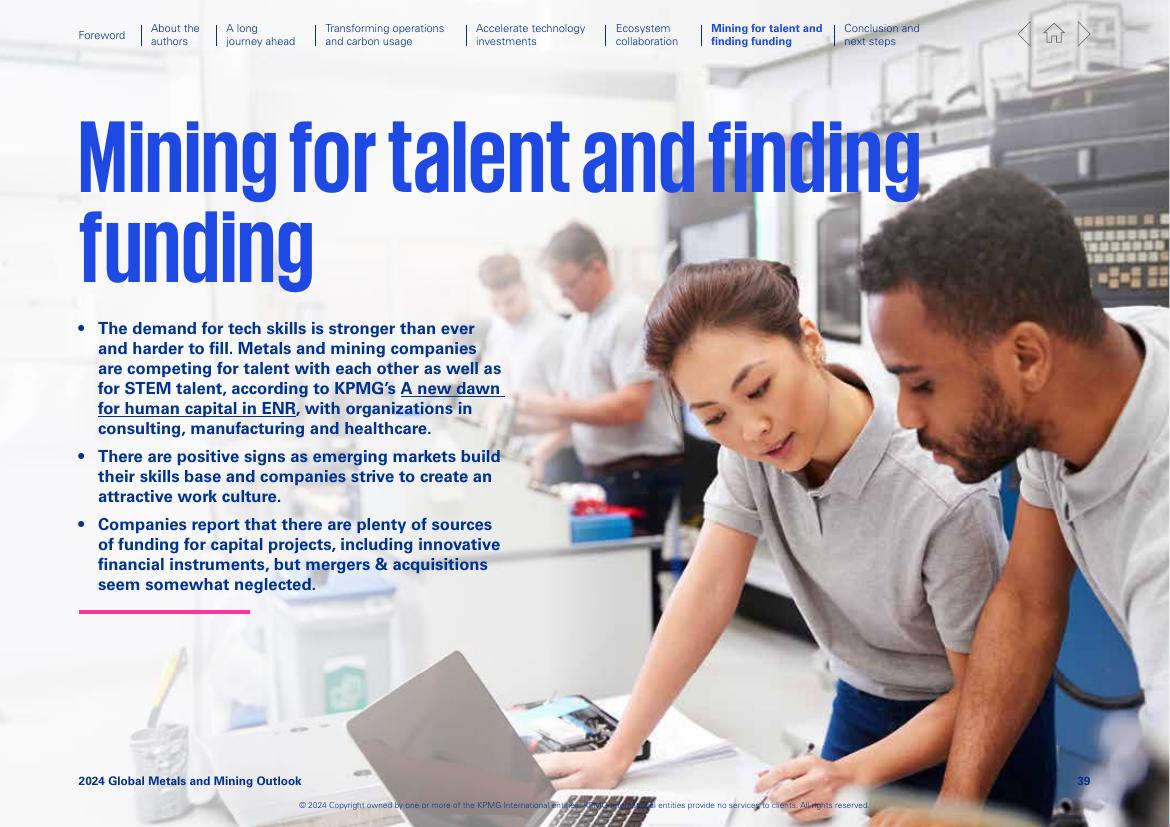 Foreword
About the
authors
A long
journey ahead
Transforming operations
and carbon usage
Accelerate technology
investments
Ecosystem
collaboration
Mining for talent and
finding funding
Conclusion and
next steps
Mining for talent and finding
funding
• The demand for tech skills is stronger than ever
and harder to fill. Metals and mining companies
are competing for talent with each other as well as
for STEM talent, according to KPMG's A new dawn
for human capital in ENR, with organizations in
consulting, manufacturing and healthcare.
• There are positive signs as emerging markets build
their skills base and companies strive to create an
attractive work culture.
• Companies report that there are plenty of sources
of funding for capital projects, including innovative
financial instruments, but mergers & acquisitions
seem somewhat neglected.
2024 Global Metals and Mining Outlook
39
© 2024 Copyright owned by one or more of the KPMG International entities. KPMG International entities provide no services to clients. All rights reserved.